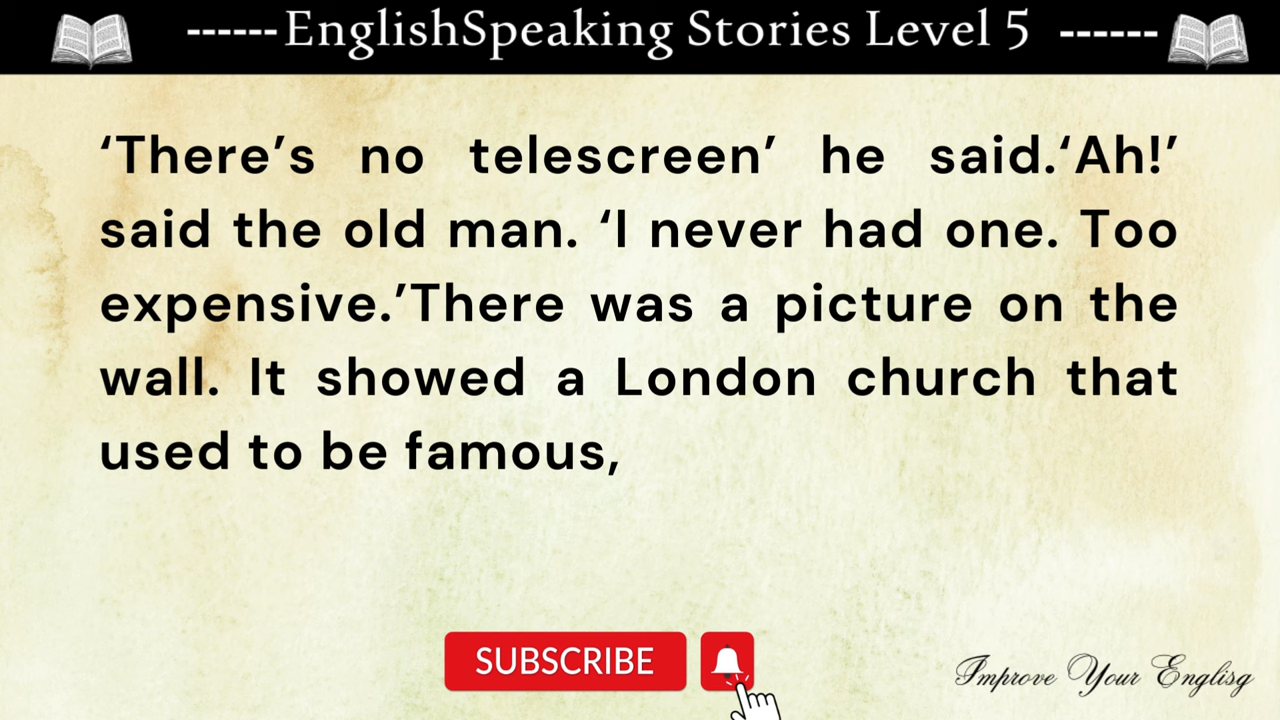 ------EnglishSpeaking Stories Level 5 ------
‘There’s no telescreen’ he said.‘Ah!’
said the old man. ‘I never had one. Too
expensive.’There was a picture on the
wall. It showed a London church that
used to be famous,
SUBSCRIBE
Improve Your Englisg